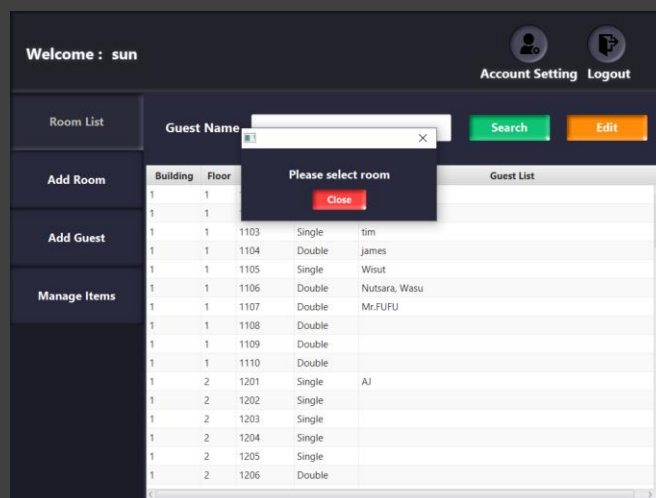 Welcome : sun
Account Setting Logout
Room List
Guest Name
Search
Edit
Please select room
Close
Add Room
Add Guest
Manage Items
Building Floor Guest List
1 1
1 1
1 1 1103 Single tim
1 1 1104 Double james
1 1 1105 Single Wisut
1 1 1106 Double Nutsara, Wasu
1 1 1107 Double Mr.FUFU
1 1 1108 Double
1 1 1109 Double
1 1 1110 Double
1 2 1201 Single AJ
1 2 1202 Single
1 2 1203 Single
1 2 1204 Single
1 2 1205 Single
1 2 1206 Double